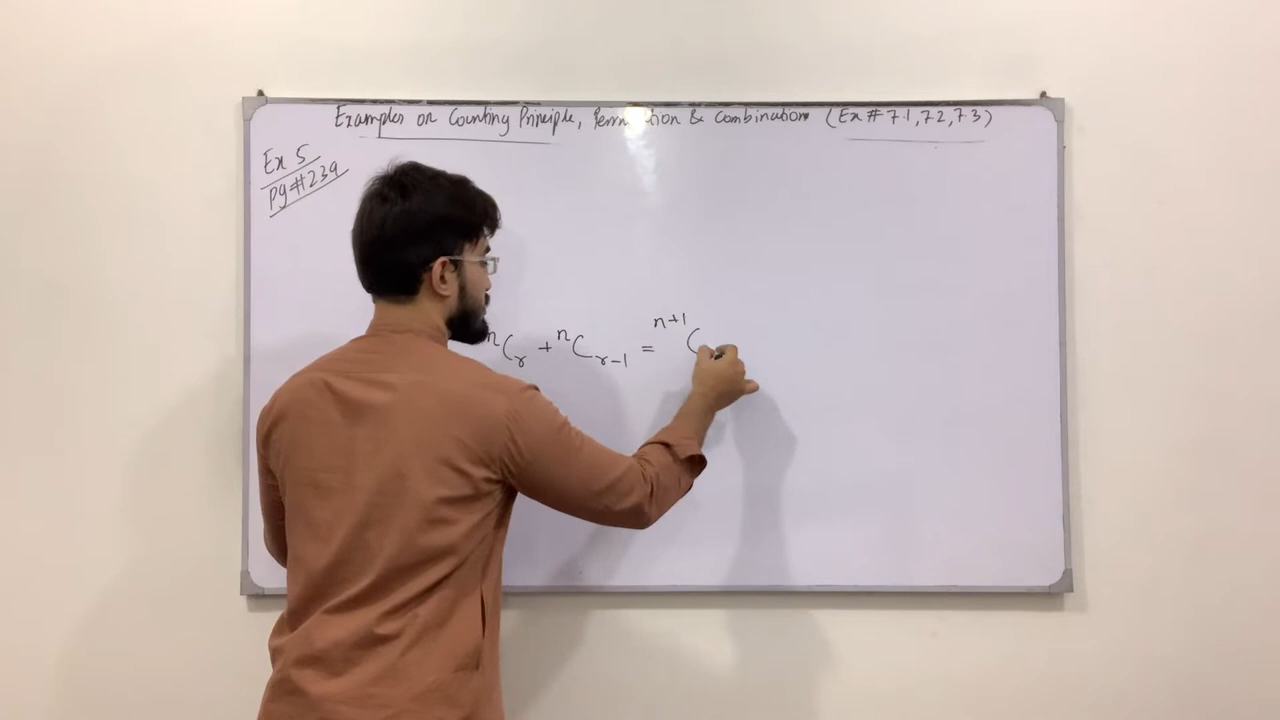 Examples on Counting Principle, & Combination (Ex # 7.1, 7.2, 7.3)
Ex 5
Pg # 239
ⁿCᵣ + ⁿCᵣ₋₁ = ⁿ⁺¹C